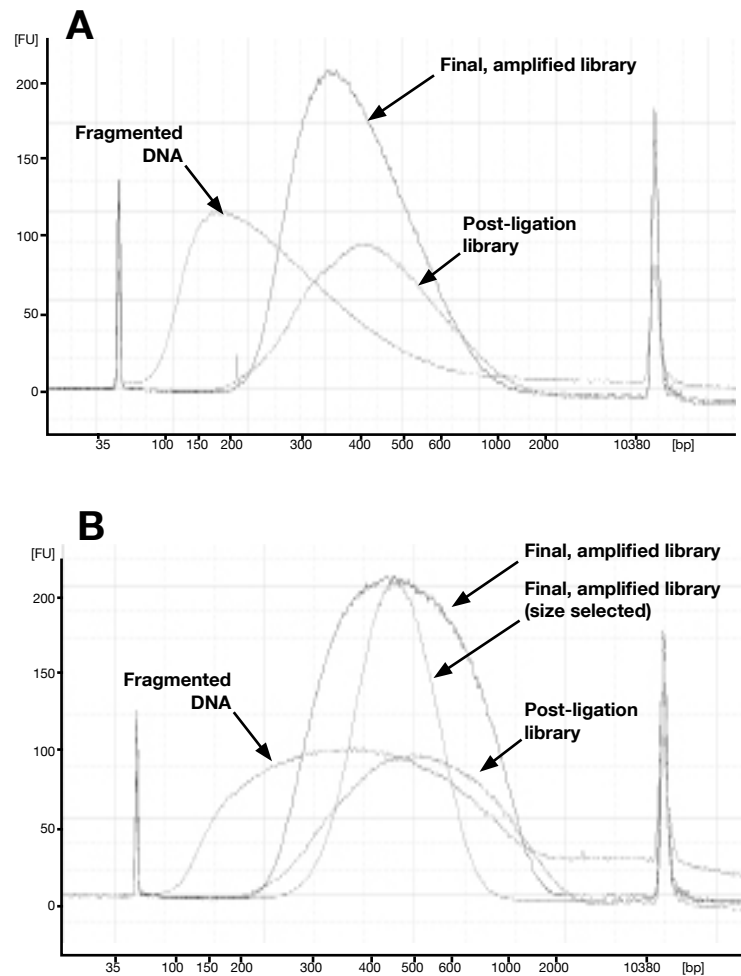 A
[FU]
200
150
100
50
0
Final, amplified library
Fragmented
DNA
Post-ligation
library
35 100 150 200 300 400 500 600 1000 2000 10380 [bp]
B
[FU]
200
150
100
50
0
Final, amplified library
Final, amplified library
(size selected)
Fragmented
DNA
Post-ligation
library
35 100 150 200 300 400 500 600 1000 2000 10380 [bp]